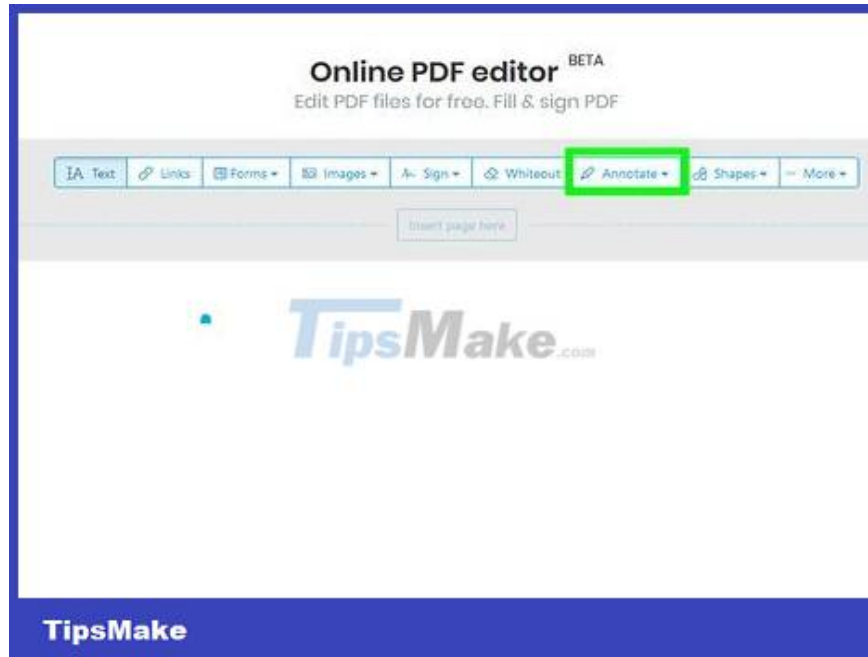 Online PDF editor BETA
Edit PDF files for free. Fill & sign PDF
Text Links Forms Images Sign Whiteout Annotate Shapes More
Insert page here
TipsMake.com
TipsMake